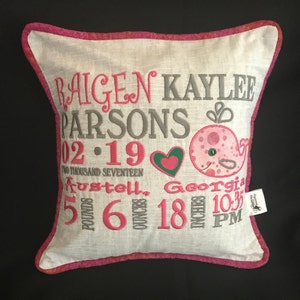 RAIGEN KAYLEE
PARSONS
02 • 19
TWO THOUSAND SEVENTEEN
Austell, Georgia
5 POUNDS 6 OUNCES 18 INCHES 10:35 PM